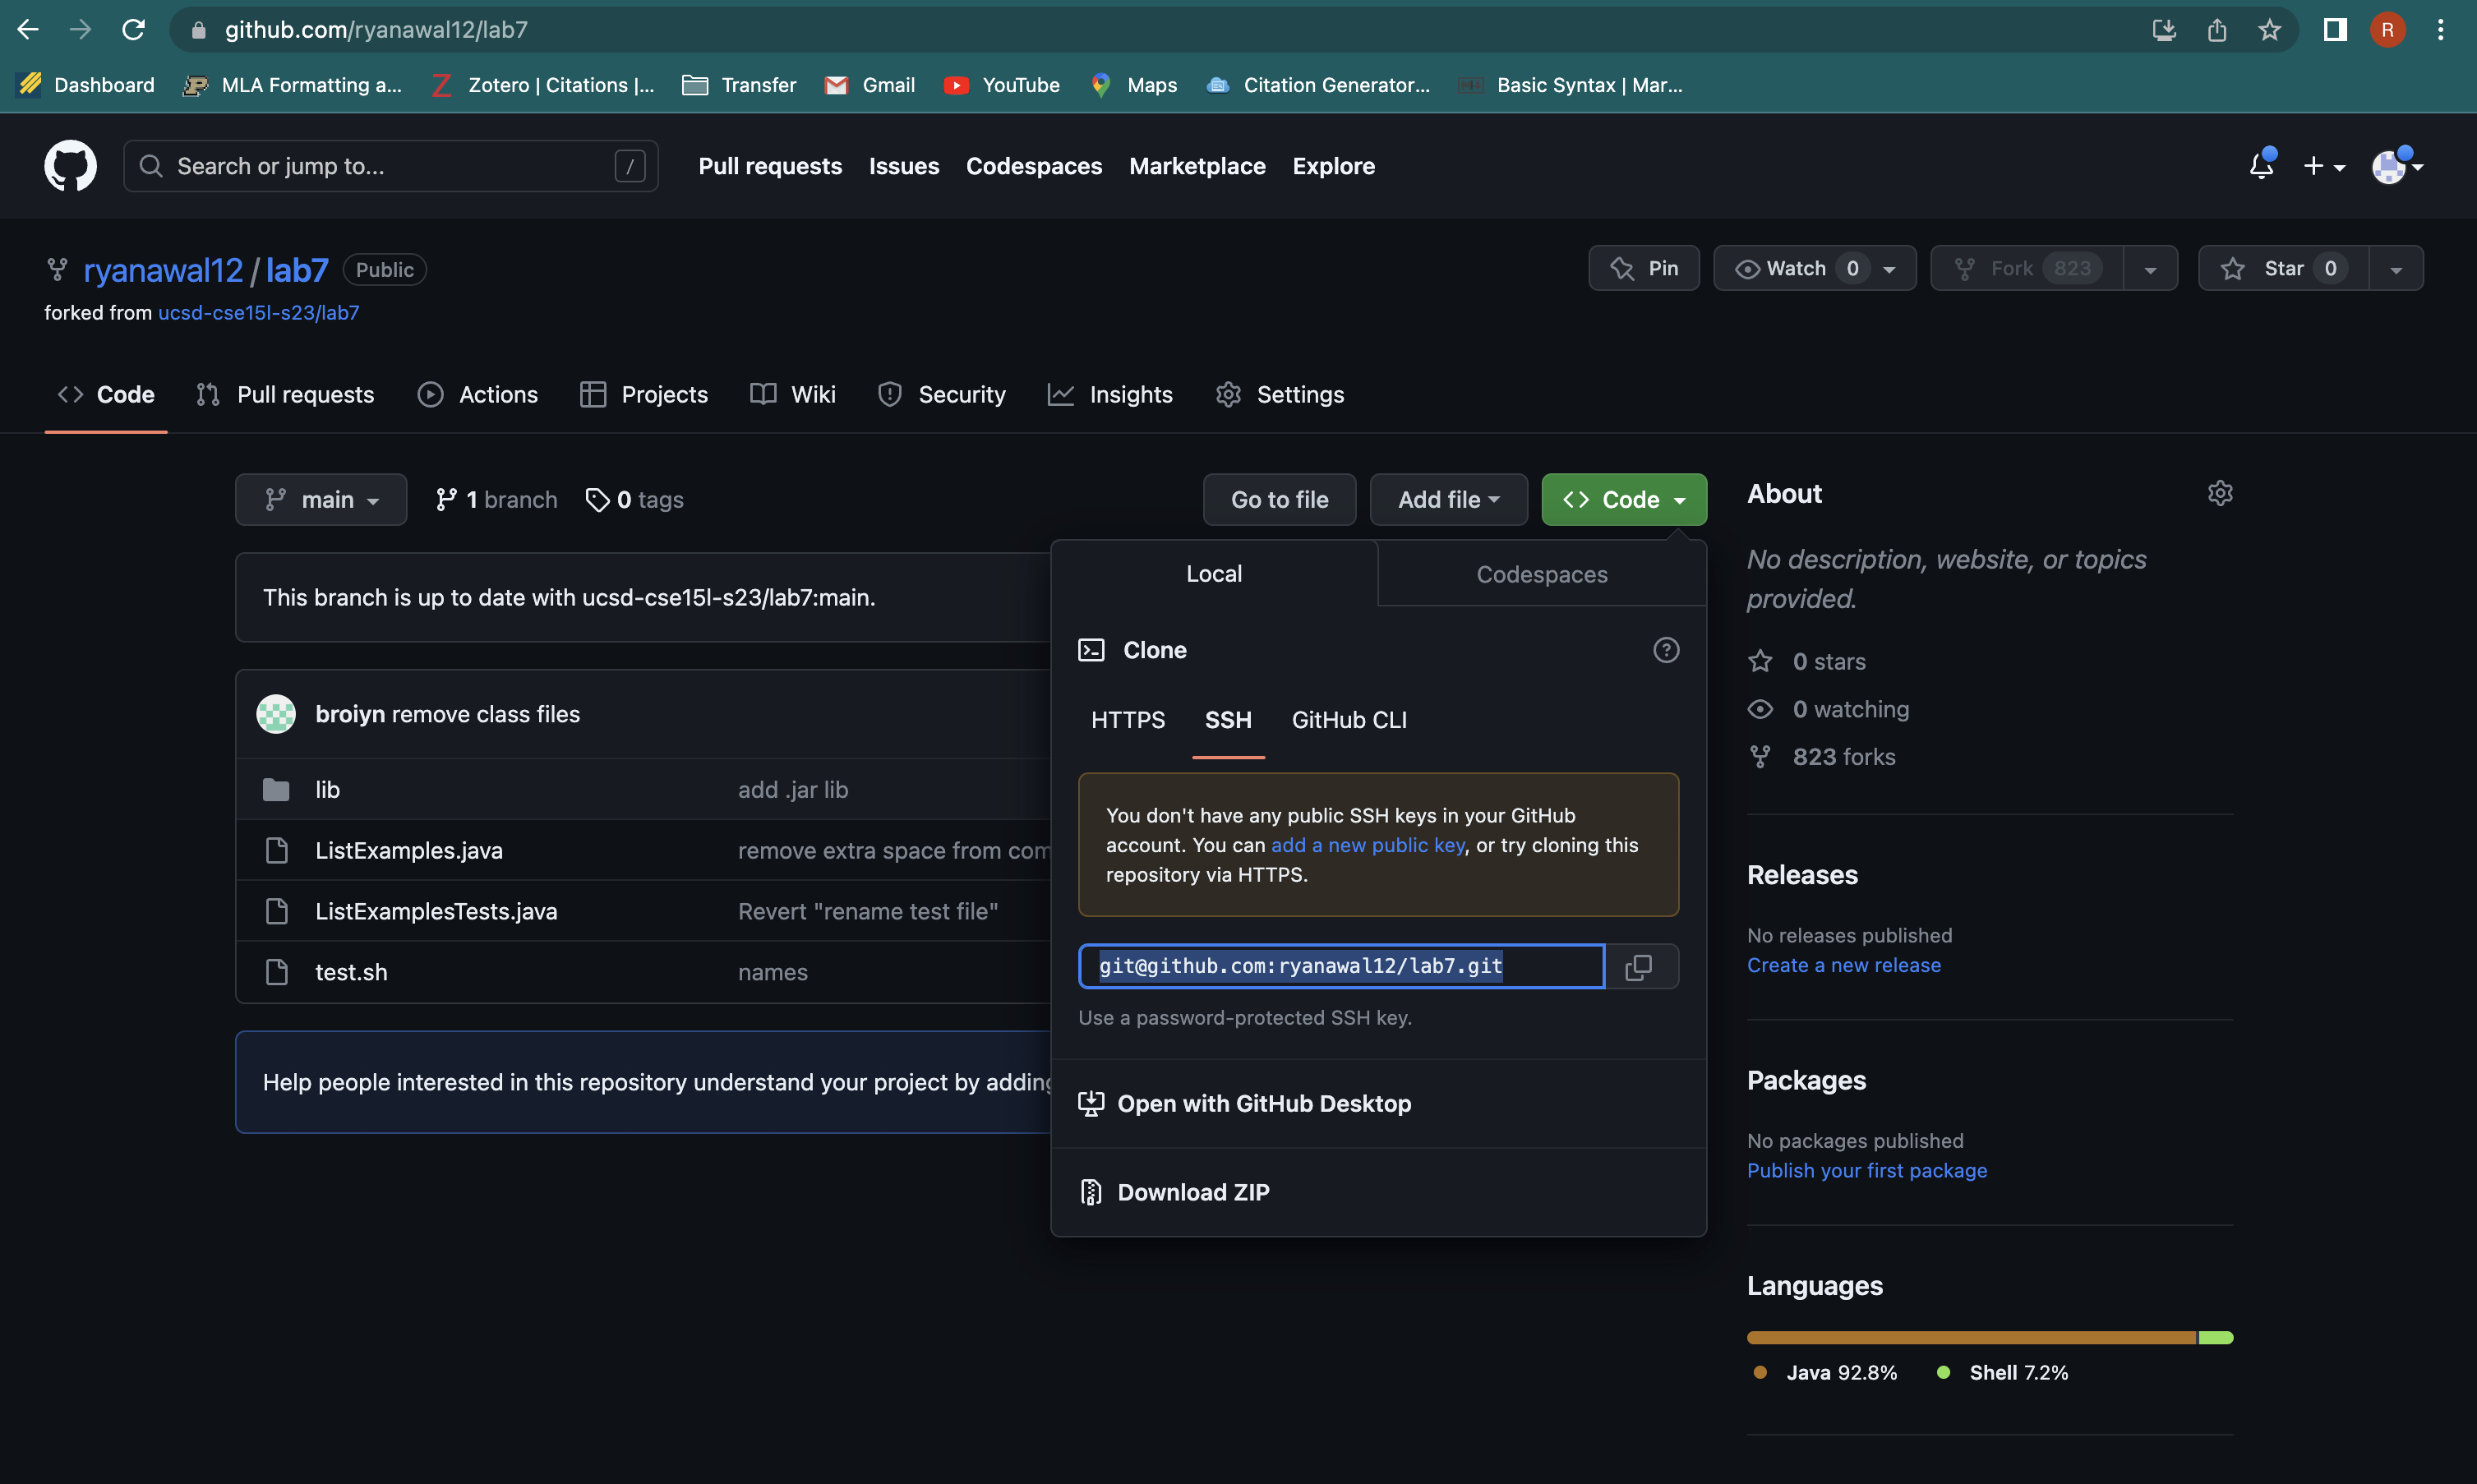 github.com/ryanawal12/lab7
R
Dashboard MLA Formatting a... Zotero | Citations |... Transfer Gmail YouTube Maps Citation Generator... Basic Syntax | Mar...
Search or jump to... / Pull requests Issues Codespaces Marketplace Explore
ryanawal12 / lab7 Public Pin Watch 0 Fork 823 Star 0
forked from ucsd-cse15l-s23/lab7
Code Pull requests Actions Projects Wiki Security Insights Settings
main 1 branch 0 tags Go to file Add file Code
This branch is up to date with ucsd-cse15l-s23/lab7:main.
broiyn remove class files
lib add .jar lib
ListExamples.java remove extra space from com
ListExamplesTests.java Revert "rename test file"
test.sh names
Help people interested in this repository understand your project by adding
Local Codespaces
Clone
HTTPS SSH GitHub CLI
You don't have any public SSH keys in your GitHub
account. You can add a new public key, or try cloning this
repository via HTTPS.
git@github.com:ryanawal12/lab7.git
Use a password-protected SSH key.
Open with GitHub Desktop
Download ZIP
About
No description, website, or topics
provided.
0 stars
0 watching
823 forks
Releases
No releases published
Create a new release
Packages
No packages published
Publish your first package
Languages
Java 92.8% Shell 7.2%